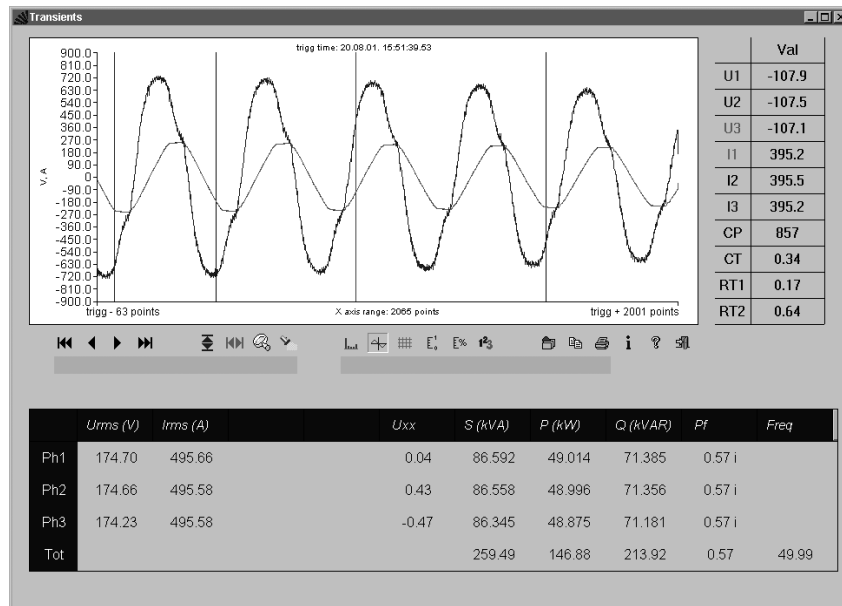 Transients
trigg time: 20.08.01. 15:51:39.53
V, A
900.0
810.0
720.0
630.0
540.0
450.0
360.0
270.0
180.0
90.0
0
-90.0
-180.0
-270.0
-360.0
-450.0
-540.0
-630.0
-720.0
-810.0
-900.0
trigg - 63 points X axis range: 2065 points trigg + 2001 points
Val
U1 -107.9
U2 -107.5
U3 -107.1
I1 395.2
I2 395.5
I3 395.2
CP 857
CT 0.34
RT1 0.17
RT2 0.64
Urms (V) Irms (A) Uxx S (kVA) P (kW) Q (kVAR) Pf Freq
Ph1 174.70 495.66 0.04 86.592 49.014 71.385 0.57 i
Ph2 174.66 495.58 0.43 86.558 48.996 71.356 0.57 i
Ph3 174.23 495.58 -0.47 86.345 48.875 71.181 0.57 i
Tot 259.49 146.88 213.92 0.57 49.99